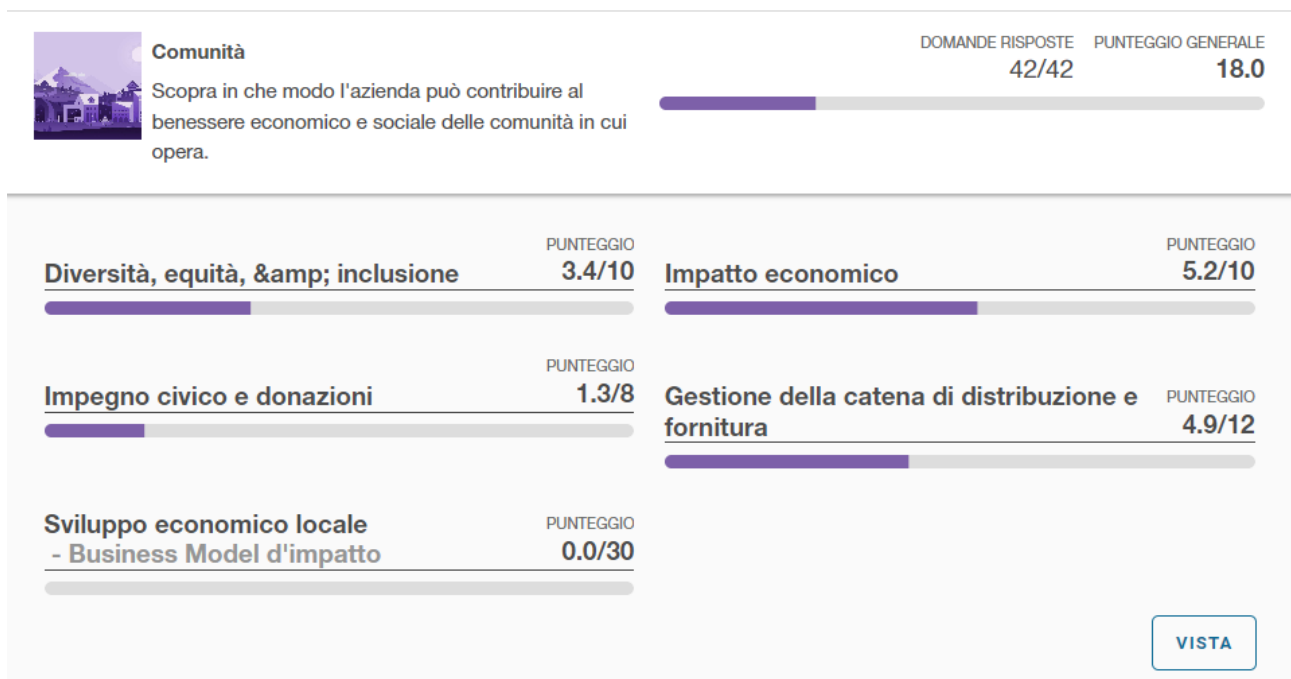 Comunità
Scopra in che modo l'azienda può contribuire al
benessere economico e sociale delle comunità in cui
opera.
DOMANDE RISPOSTE
42/42
PUNTEGGIO GENERALE
18.0
Diversità, equità, &amp; inclusione
PUNTEGGIO
3.4/10
Impatto economico
PUNTEGGIO
5.2/10
Impegno civico e donazioni
PUNTEGGIO
1.3/8
Gestione della catena di distribuzione e
fornitura
PUNTEGGIO
4.9/12
Sviluppo economico locale
- Business Model d'impatto
PUNTEGGIO
0.0/30
VISTA